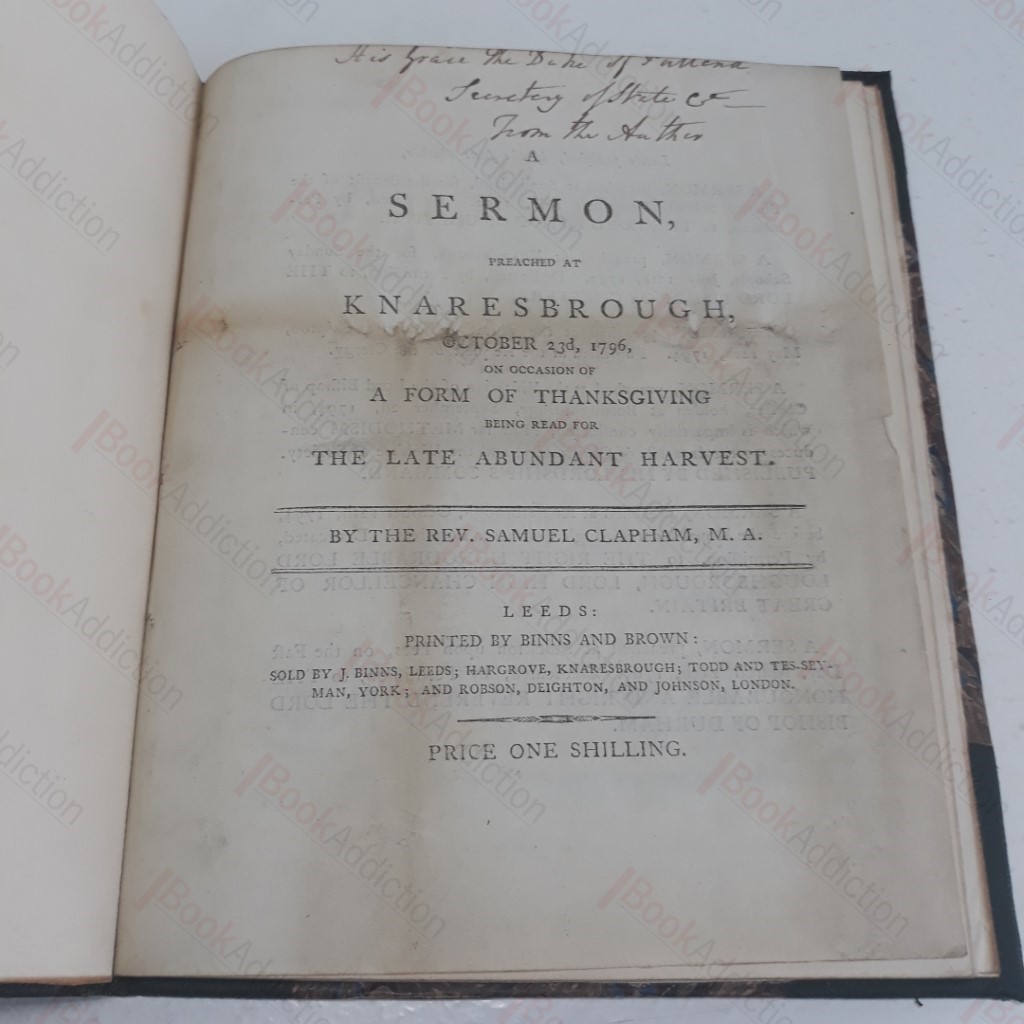 His Grace the Duke of
Secretary of State &c
From the Author
A
SERMON,
PREACHED AT
KNARESBROUGH,
OCTOBER 23d, 1796,
ON OCCASION OF
A FORM OF THANKSGIVING
BEING READ FOR
THE LATE ABUNDANT HARVEST.
BY THE REV. SAMUEL CLAPHAM, M. A.
LEEDS:
PRINTED BY BINNS AND BROWN:
SOLD BY J. BINNS, LEEDS; HARGROVE, KNARESBROUGH; TODD AND TES-SEY-
MAN, YORK; AND ROBSON, DEIGHTON, AND JOHNSON, LONDON.
PRICE ONE SHILLING.
BookAddiction